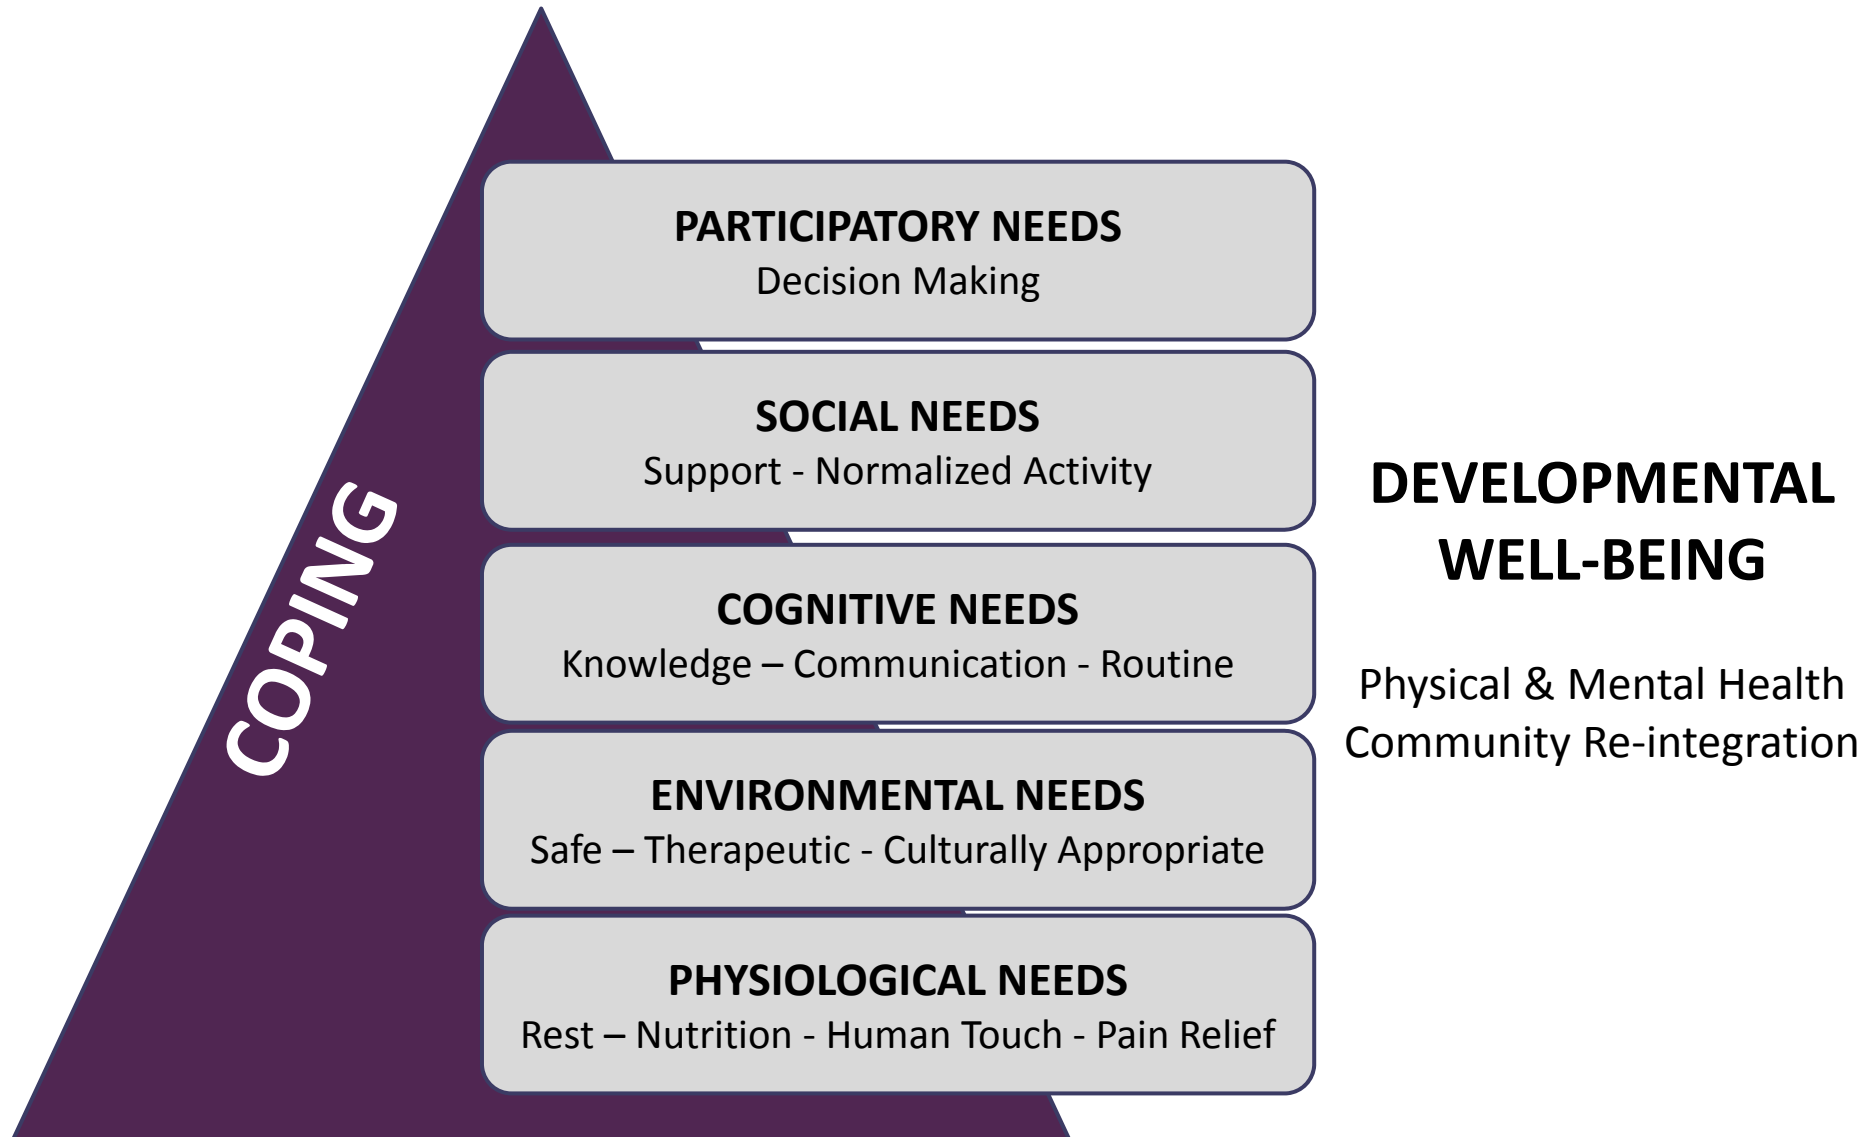 PARTICIPATORY NEEDS
Decision Making
SOCIAL NEEDS
Support - Normalized Activity
COGNITIVE NEEDS
Knowledge – Communication - Routine
ENVIRONMENTAL NEEDS
Safe – Therapeutic - Culturally Appropriate
PHYSIOLOGICAL NEEDS
Rest – Nutrition - Human Touch - Pain Relief
COPING
DEVELOPMENTAL
WELL-BEING
Physical & Mental Health
Community Re-integration